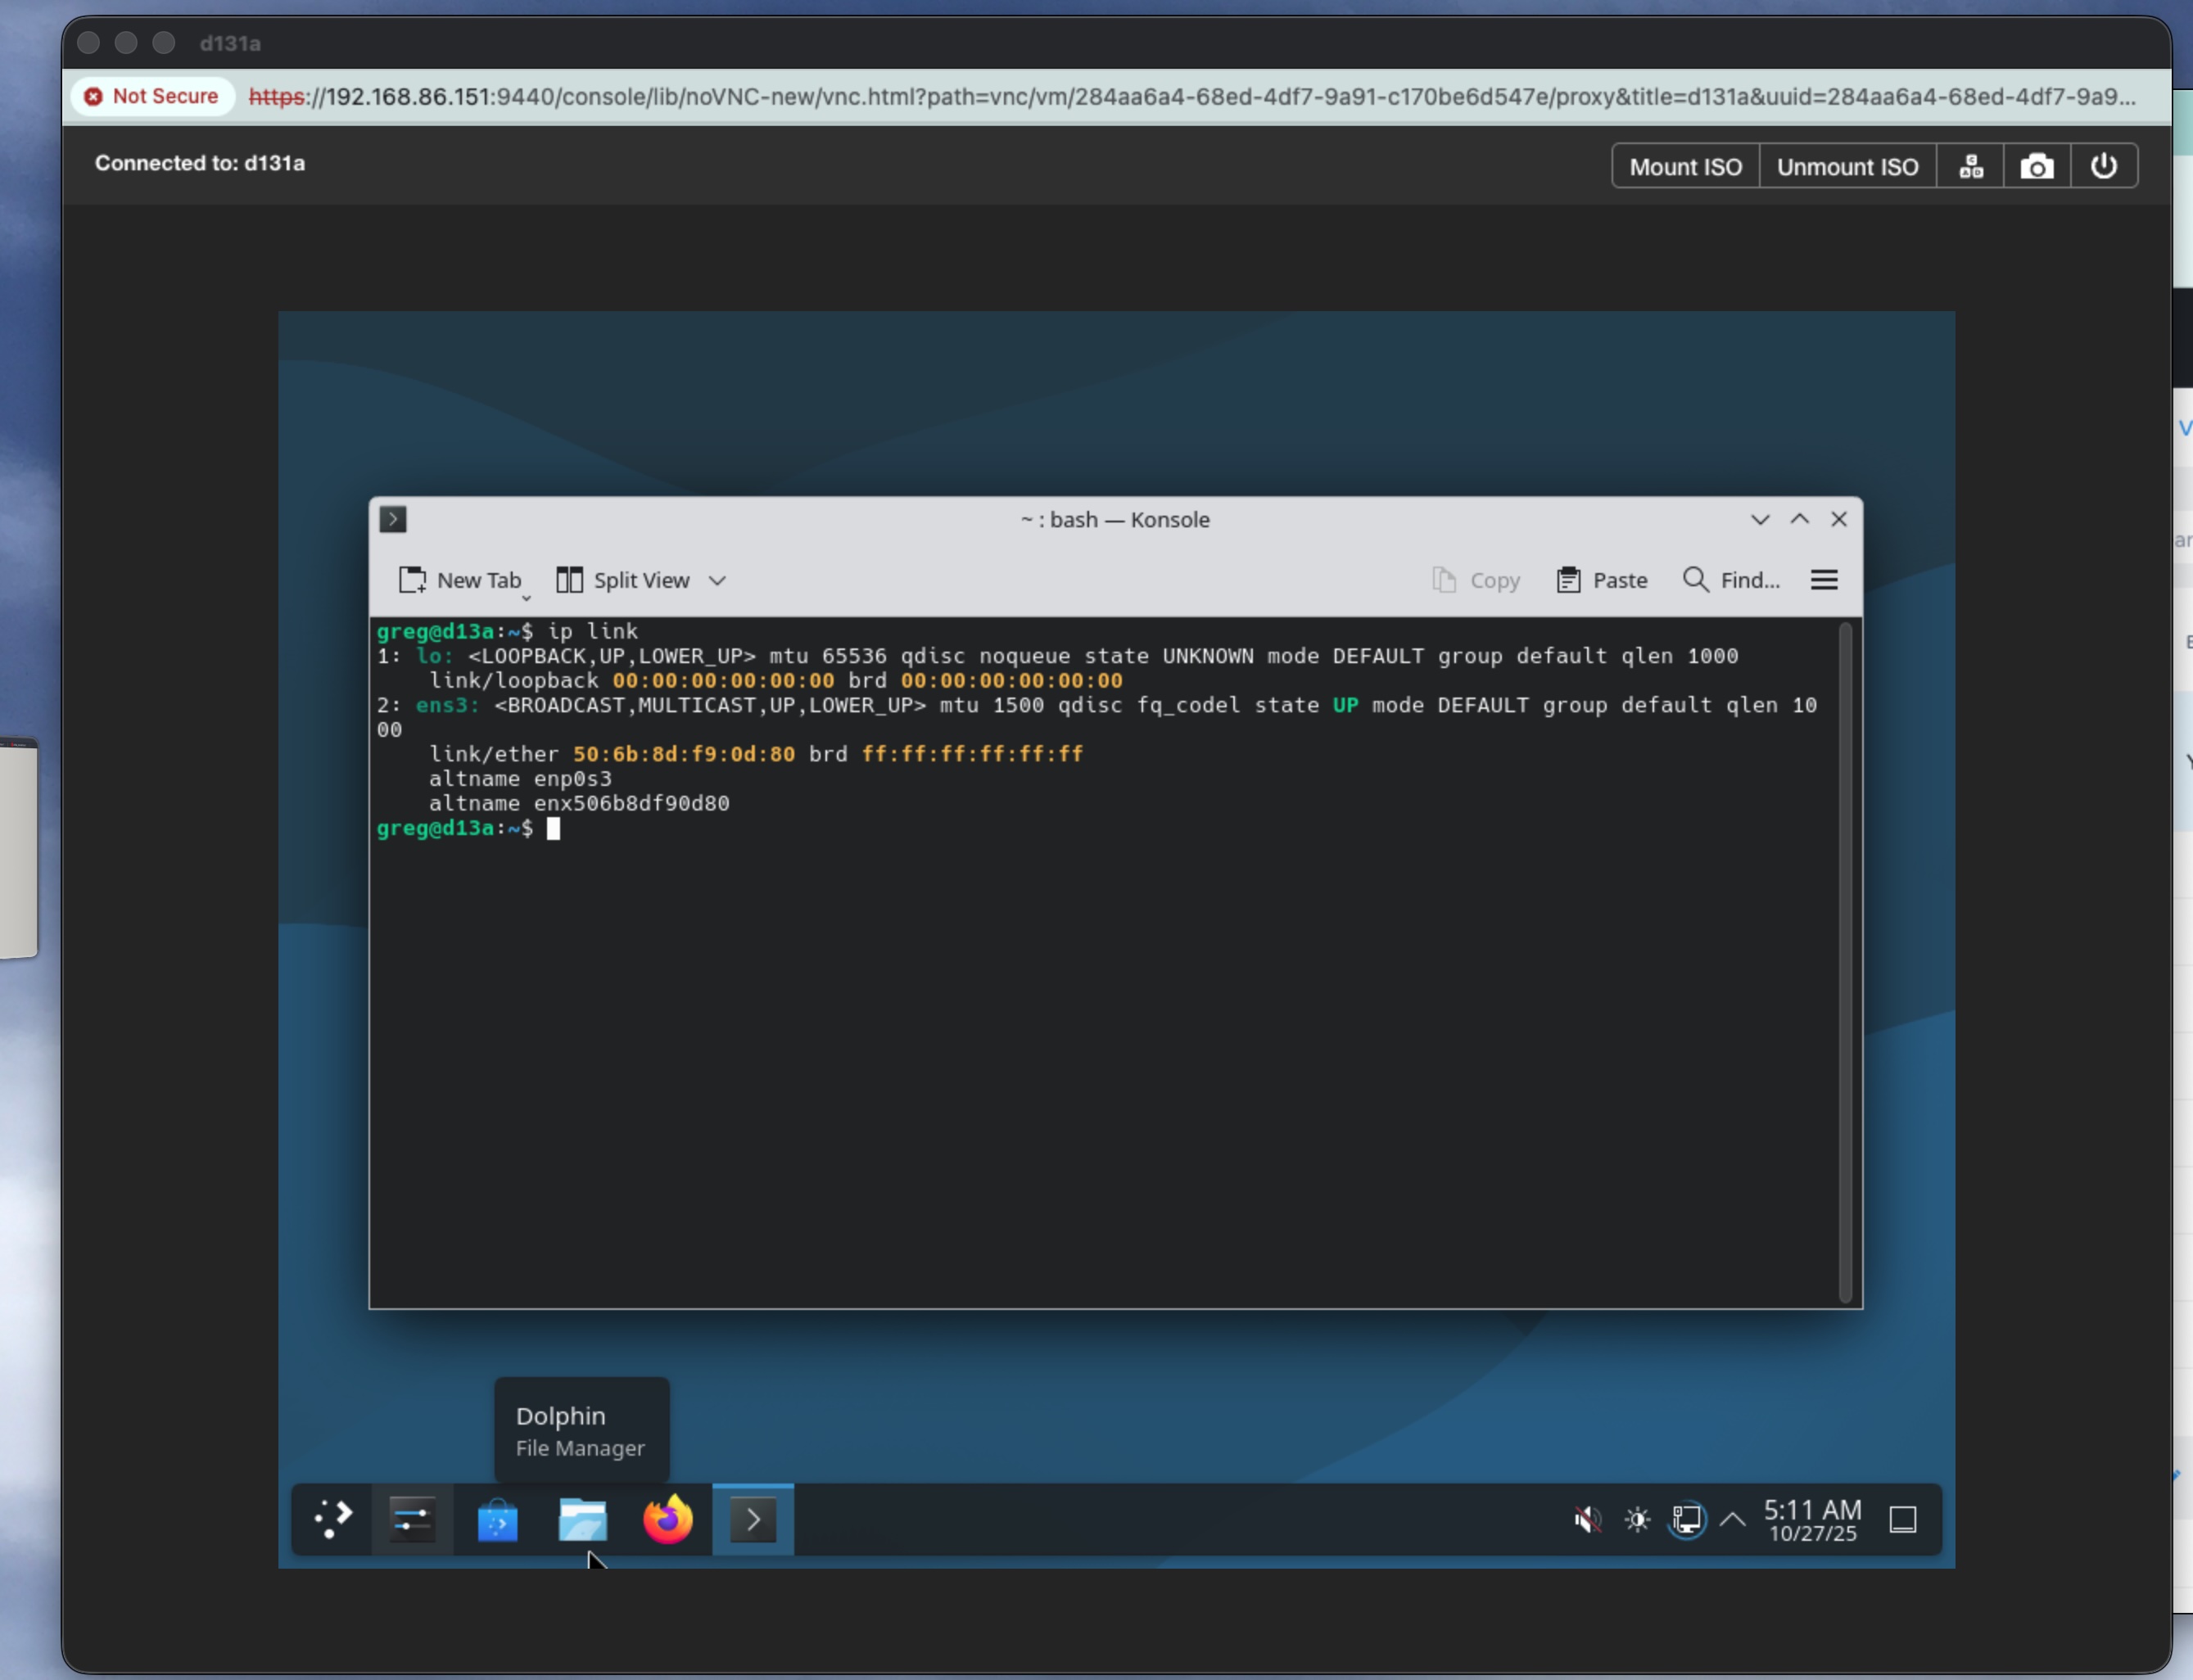 d131a
Not Secure https://192.168.86.151:9440/console/lib/noVNC-new/vnc.html?path=vnc/vm/284aa6a4-68ed-4df7-9a91-c170be6d547e/proxy&title=d131a&uuid=284aa6a4-68ed-4df7-9a9...
Connected to: d131a
Mount ISO Unmount ISO
~ : bash — Konsole
New Tab Split View Copy Paste Find...
greg@d13a:~$ ip link
1: lo: <LOOPBACK,UP,LOWER_UP> mtu 65536 qdisc noqueue state UNKNOWN mode DEFAULT group default qlen 1000
    link/loopback 00:00:00:00:00:00 brd 00:00:00:00:00:00
2: ens3: <BROADCAST,MULTICAST,UP,LOWER_UP> mtu 1500 qdisc fq_codel state UP mode DEFAULT group default qlen 10
00
    link/ether 50:6b:8d:f9:0d:80 brd ff:ff:ff:ff:ff:ff
    altname enp0s3
    altname enx506b8df90d80
greg@d13a:~$
Dolphin
File Manager
5:11 AM
10/27/25